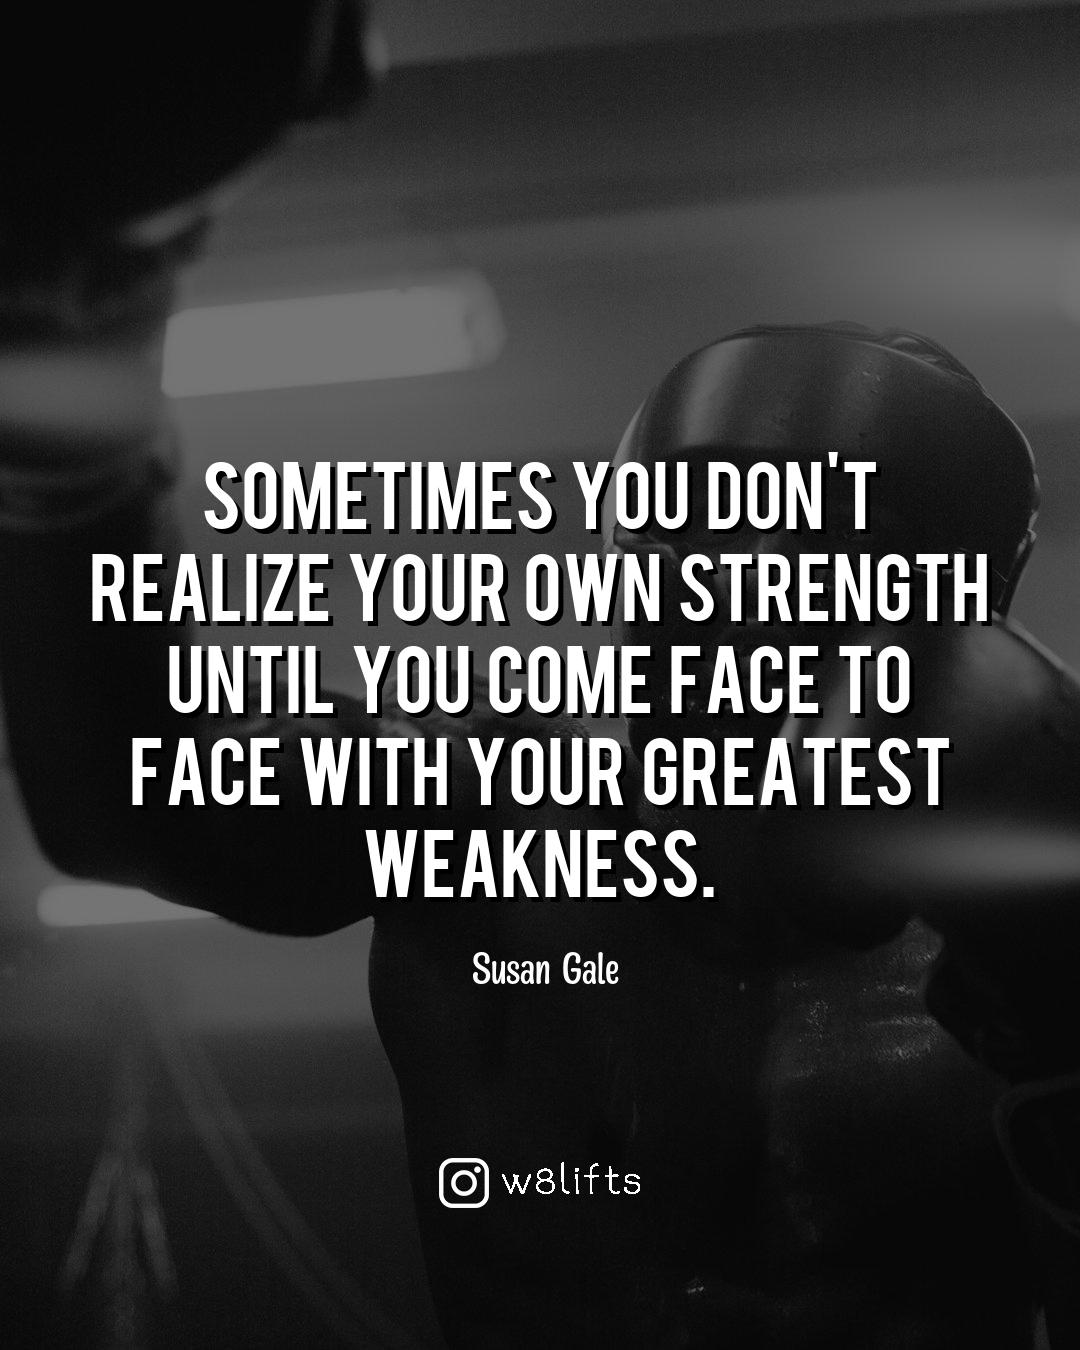 SOMETIMES YOU DON'T
REALIZE YOUR OWN STRENGTH
UNTIL YOU COME FACE TO
FACE WITH YOUR GREATEST
WEAKNESS.
Susan Gale
w8lifts